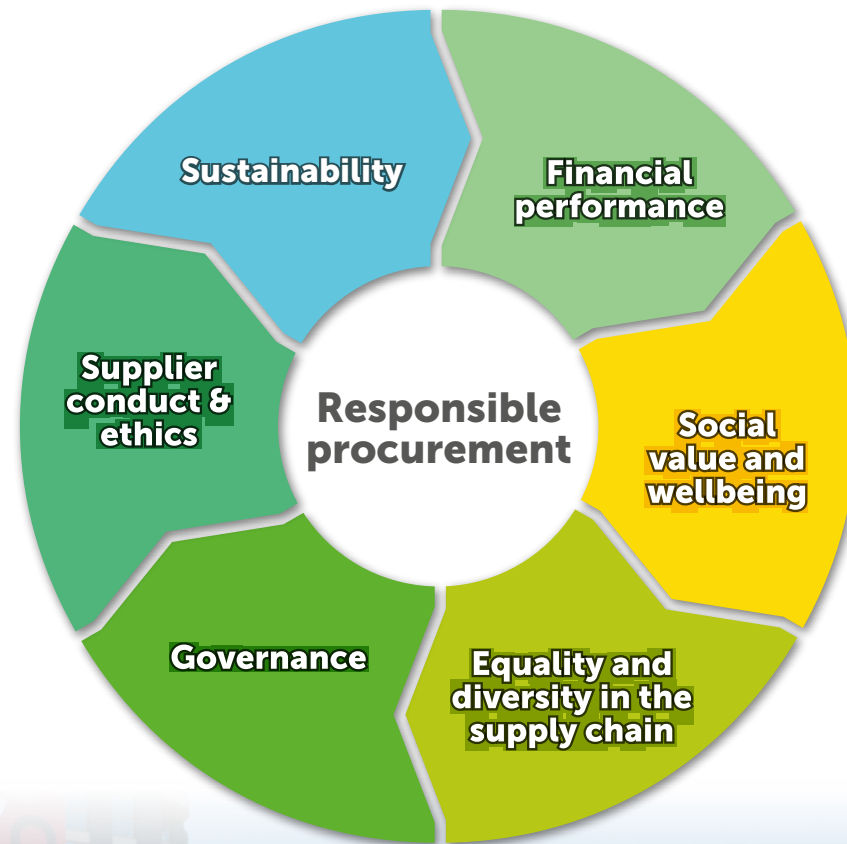 Sustainability
Financial
performance
Supplier
conduct &
ethics
Responsible
procurement
Social
value and
wellbeing
Governance
Equality and
diversity in the
supply chain